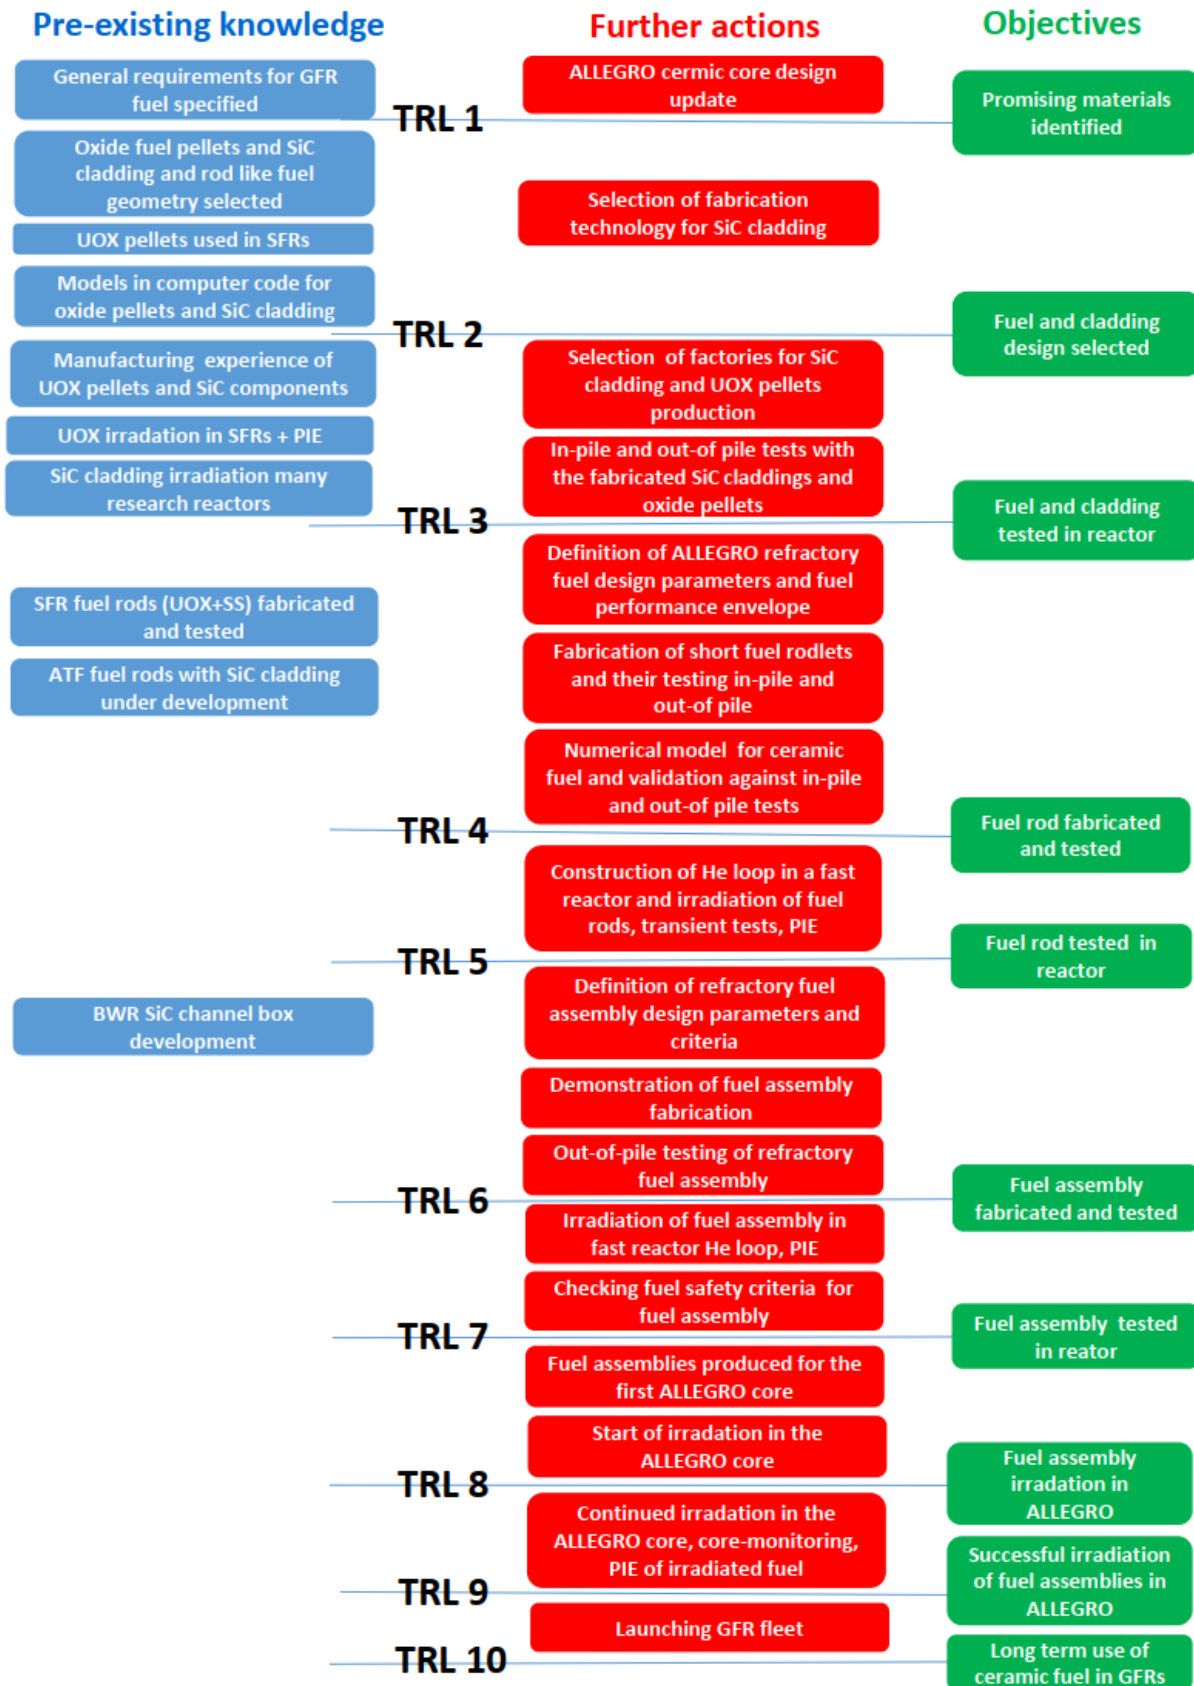 Pre-existing knowledge
Further actions
Objectives
General requirements for GFR
fuel specified
ALLEGRO cermic core design
update
TRL 1
Promising materials
identified
Oxide fuel pellets and SiC
cladding and rod like fuel
geometry selected
Selection of fabrication
technology for SiC cladding
UOX pellets used in SFRs
Models in computer code for
oxide pellets and SiC cladding
TRL 2
Fuel and cladding
design selected
Manufacturing experience of
UOX pellets and SiC components
Selection of factories for SiC
cladding and UOX pellets
production
UOX irradation in SFRs + PIE
SiC cladding irradiation many
research reactors
In-pile and out-of pile tests with
the fabricated SiC claddings and
oxide pellets
TRL 3
Fuel and cladding
tested in reactor
Definition of ALLEGRO refractory
fuel design parameters and fuel
performance envelope
SFR fuel rods (UOX+SS) fabricated
and tested
ATF fuel rods with SiC cladding
under development
Fabrication of short fuel rodlets
and their testing in-pile and
out-of pile
Numerical model for ceramic
fuel and validation against in-pile
and out-of pile tests
TRL 4
Fuel rod fabricated
and tested
Construction of He loop in a fast
reactor and irradiation of fuel
rods, transient tests, PIE
TRL 5
Fuel rod tested in
reactor
BWR SiC channel box
development
Definition of refractory fuel
assembly design parameters and
criteria
Demonstration of fuel assembly
fabrication
Out-of-pile testing of refractory
fuel assembly
TRL 6
Fuel assembly
fabricated and tested
Irradiation of fuel assembly in
fast reactor He loop, PIE
Checking fuel safety criteria for
fuel assembly
TRL 7
Fuel assembly tested
in reator
Fuel assemblies produced for the
first ALLEGRO core
Start of irradation in the
ALLEGRO core
TRL 8
Fuel assembly
irradation in
ALLEGRO
Continued irradation in the
ALLEGRO core, core-monitoring,
PIE of irradiated fuel
TRL 9
Successful irradiation
of fuel assemblies in
ALLEGRO
Launching GFR fleet
TRL 10
Long term use of
ceramic fuel in GFRs